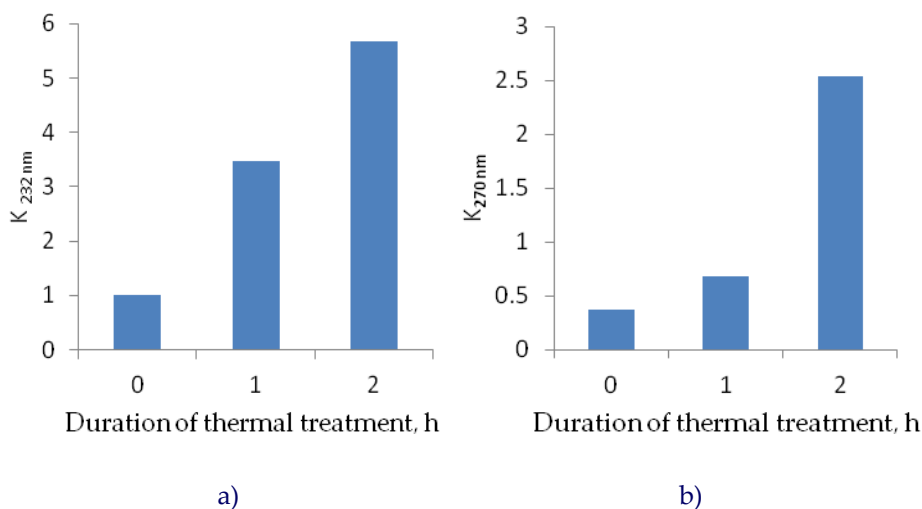 6
5
4
3
2
1
0
K 232 nm
0 1 2
Duration of thermal treatment, h
a)
3
2.5
2
1.5
1
0.5
0
K270 nm
0 1 2
Duration of thermal treatment, h
b)